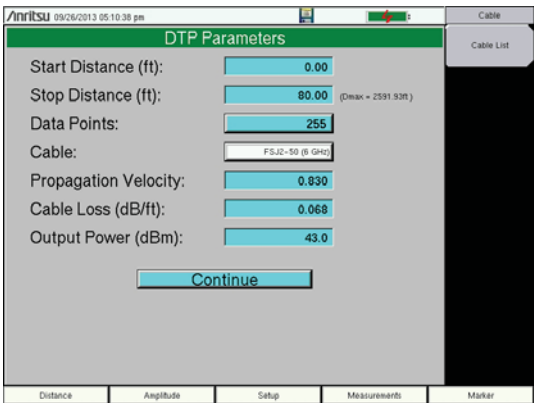 Anritsu 09/26/2013 05:10:38 pm
Cable
DTP Parameters
Cable List
Start Distance (ft): 0.00
Stop Distance (ft): 80.00 (Dmax = 2591.93ft)
Data Points: 255
Cable: FSJ2-50 (6 GHz)
Propagation Velocity: 0.830
Cable Loss (dB/ft): 0.068
Output Power (dBm): 43.0
Continue
Distance Amplitude Setup Measurements Marker